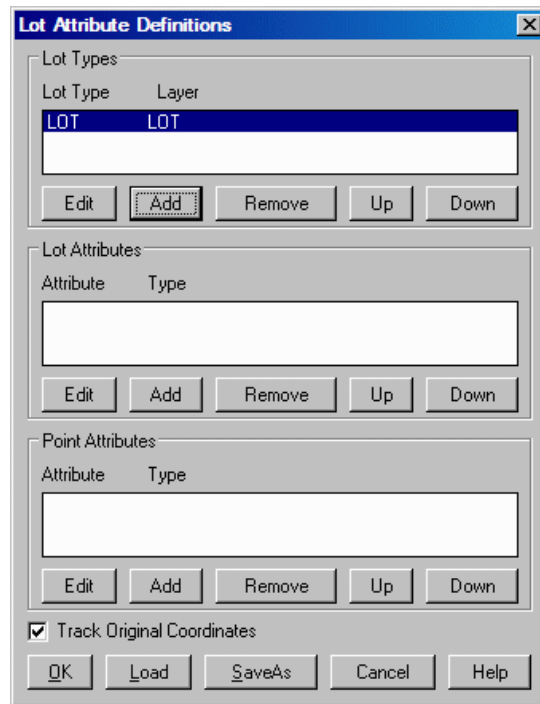 Lot Attribute Definitions
Lot Types
Lot Type Layer
LOT LOT
Edit Add Remove Up Down
Lot Attributes
Attribute Type
Edit Add Remove Up Down
Point Attributes
Attribute Type
Edit Add Remove Up Down
Track Original Coordinates
OK Load SaveAs Cancel Help